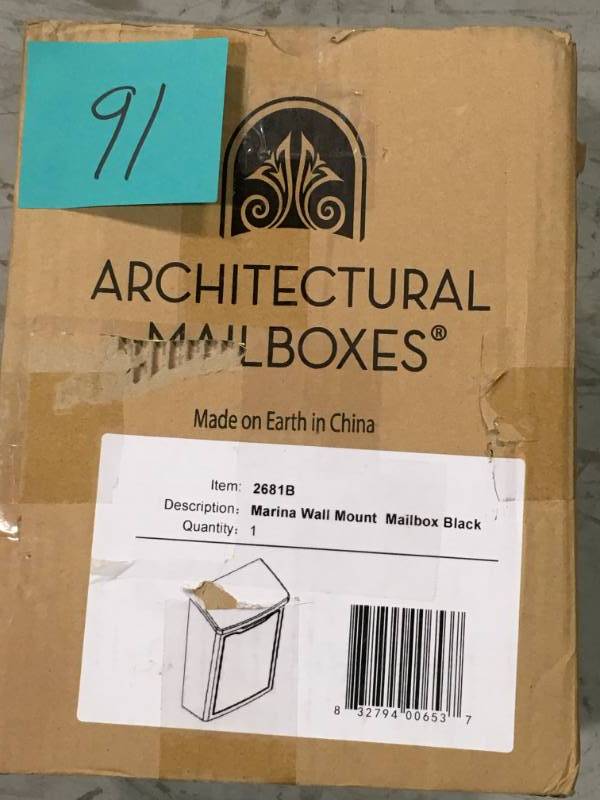 91
ARCHITECTURAL
MAILBOXES®
Made on Earth in China
Item: 2681B
Description: Marina Wall Mount Mailbox Black
Quantity: 1
8 32794 00653 7